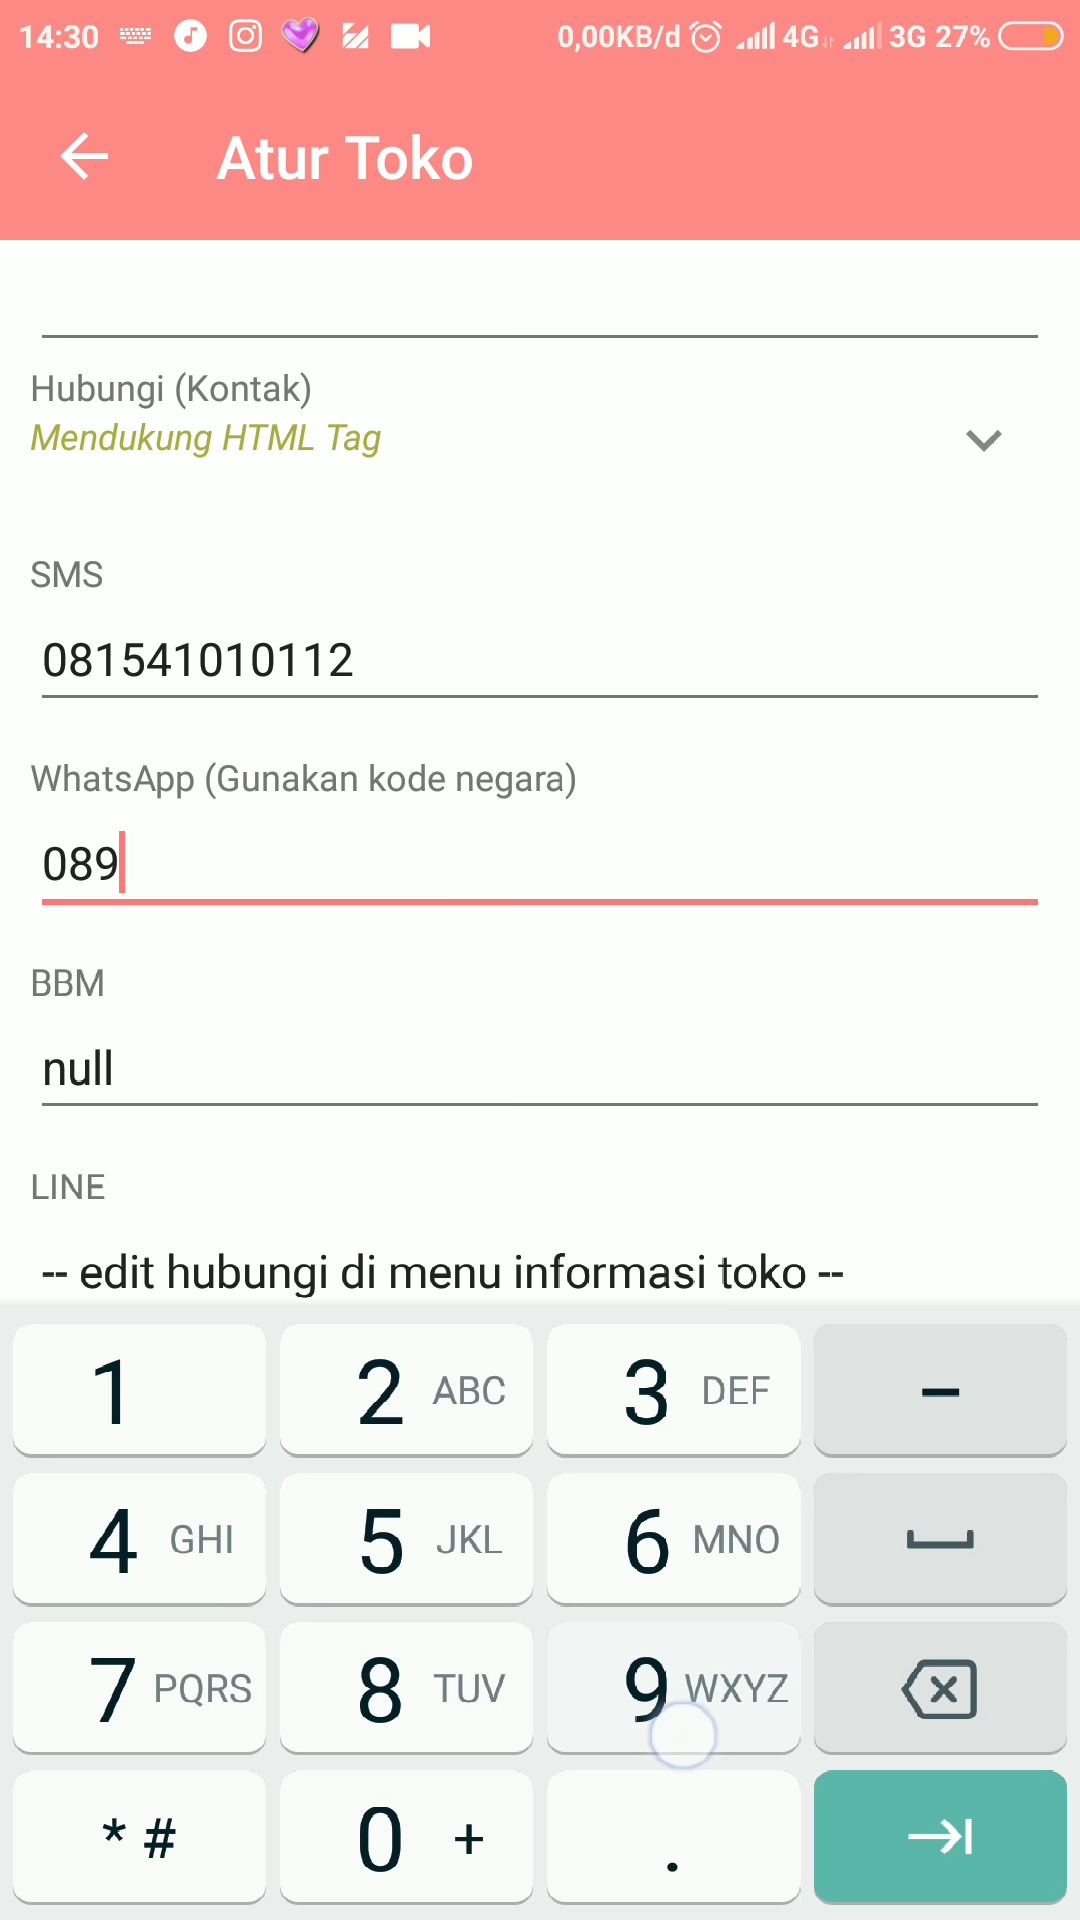 14:30 0,00KB/d 4G 3G 27%
Atur Toko
Hubungi (Kontak)
Mendukung HTML Tag
SMS
081541010112
WhatsApp (Gunakan kode negara)
089
BBM
null
LINE
-- edit hubungi di menu informasi toko --
1 2 ABC 3 DEF –
4 GHI 5 JKL 6 MNO
7 PQRS 8 TUV 9 WXYZ
* # 0 + .